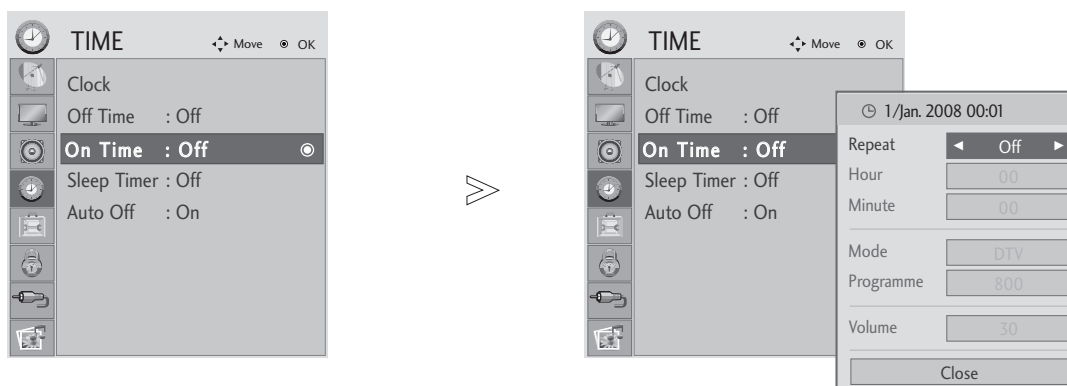 TIME Move OK
Clock
Off Time : Off
On Time : Off
Sleep Timer : Off
Auto Off : On
TIME Move OK
Clock
Off Time : Off
On Time : Off
Sleep Timer : Off
Auto Off : On
1/Jan. 2008 00:01
Repeat ◄ Off ►
Hour 00
Minute 00
Mode DTV
Programme 800
Volume 30
Close